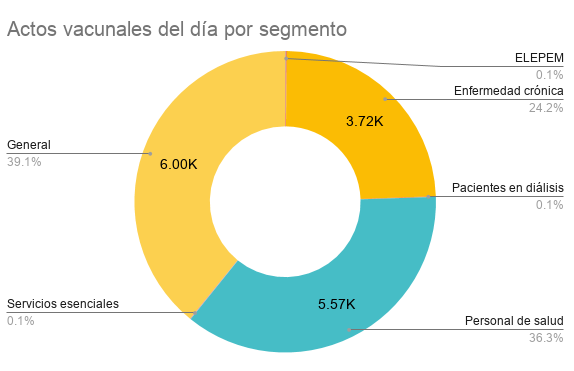 Actos vacunales del día por segmento
ELEPEM
0.1%
Enfermedad crónica
24.2%
3.72K
General
39.1%
6.00K
Pacientes en diálisis
0.1%
Servicios esenciales
0.1%
5.57K
Personal de salud
36.3%